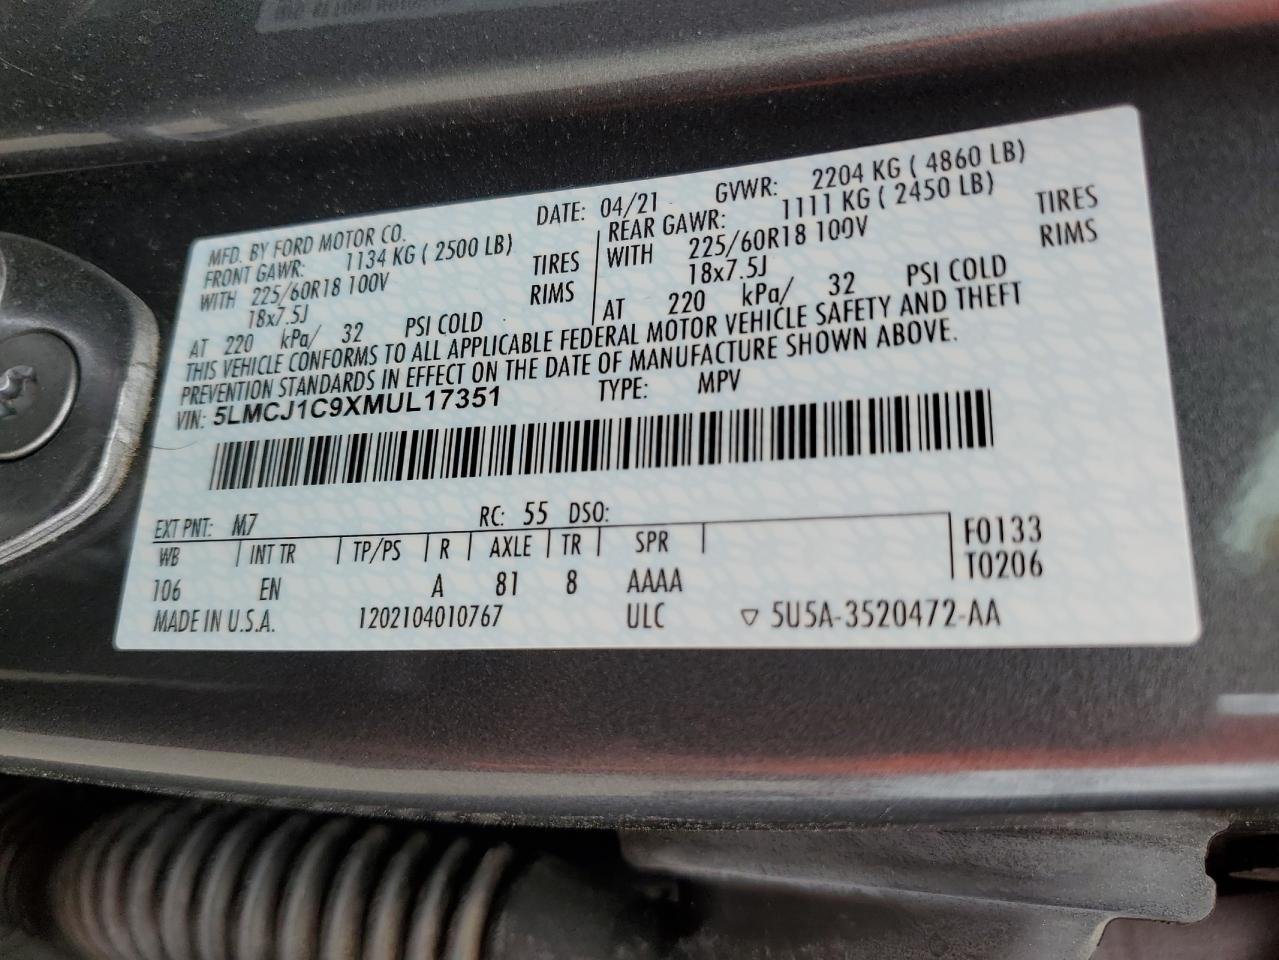 MFD. BY FORD MOTOR CO.
DATE: 04/21 GVWR: 2204 KG ( 4860 LB)
FRONT GAWR: 1134 KG ( 2500 LB)
WITH 225/60R18 100V TIRES
18x7.5J RIMS
AT 220 kPa/ 32 PSI COLD
REAR GAWR: 1111 KG ( 2450 LB)
WITH 225/60R18 100V TIRES
18x7.5J RIMS
AT 220 kPa/ 32 PSI COLD
THIS VEHICLE CONFORMS TO ALL APPLICABLE FEDERAL MOTOR VEHICLE SAFETY AND THEFT
PREVENTION STANDARDS IN EFFECT ON THE DATE OF MANUFACTURE SHOWN ABOVE.
VIN: 5LMCJ1C9XMUL17351 TYPE: MPV
EXT PNT: M7 RC: 55 DSO:
WB INT TR TP/PS R AXLE TR SPR F0133
106 EN A 81 8 AAAA T0206
MADE IN U.S.A. 1202104010767 ULC ▽ 5U5A-3520472-AA